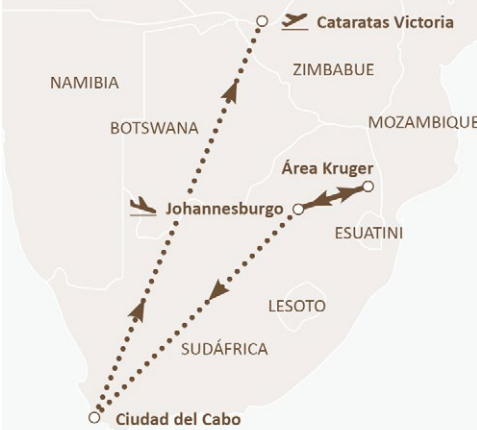 Cataratas Victoria
ZIMBABUE
NAMIBIA
MOZAMBIQUE
BOTSWANA
Área Kruger
Johannesburgo
ESUATINI
LESOTO
SUDÁFRICA
Ciudad del Cabo